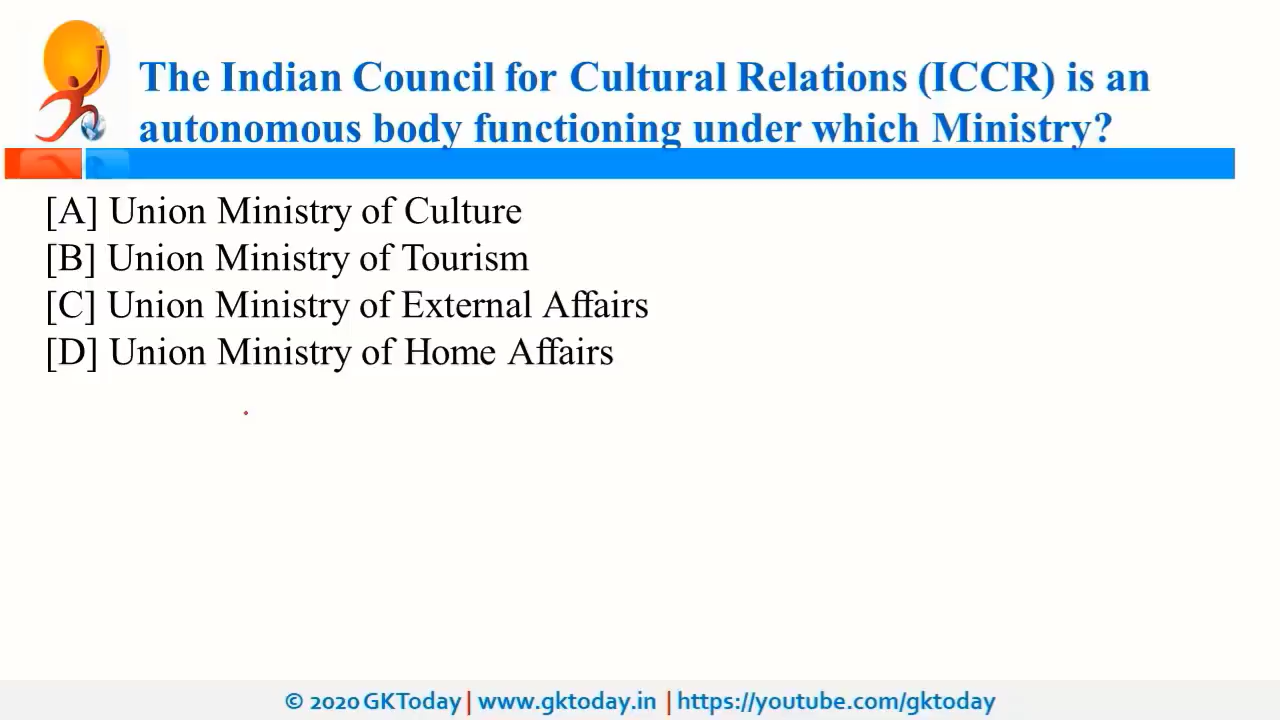 The Indian Council for Cultural Relations (ICCR) is an
autonomous body functioning under which Ministry?
[A] Union Ministry of Culture
[B] Union Ministry of Tourism
[C] Union Ministry of External Affairs
[D] Union Ministry of Home Affairs
© 2020 GKToday | www.gktoday.in | https://youtube.com/gktoday